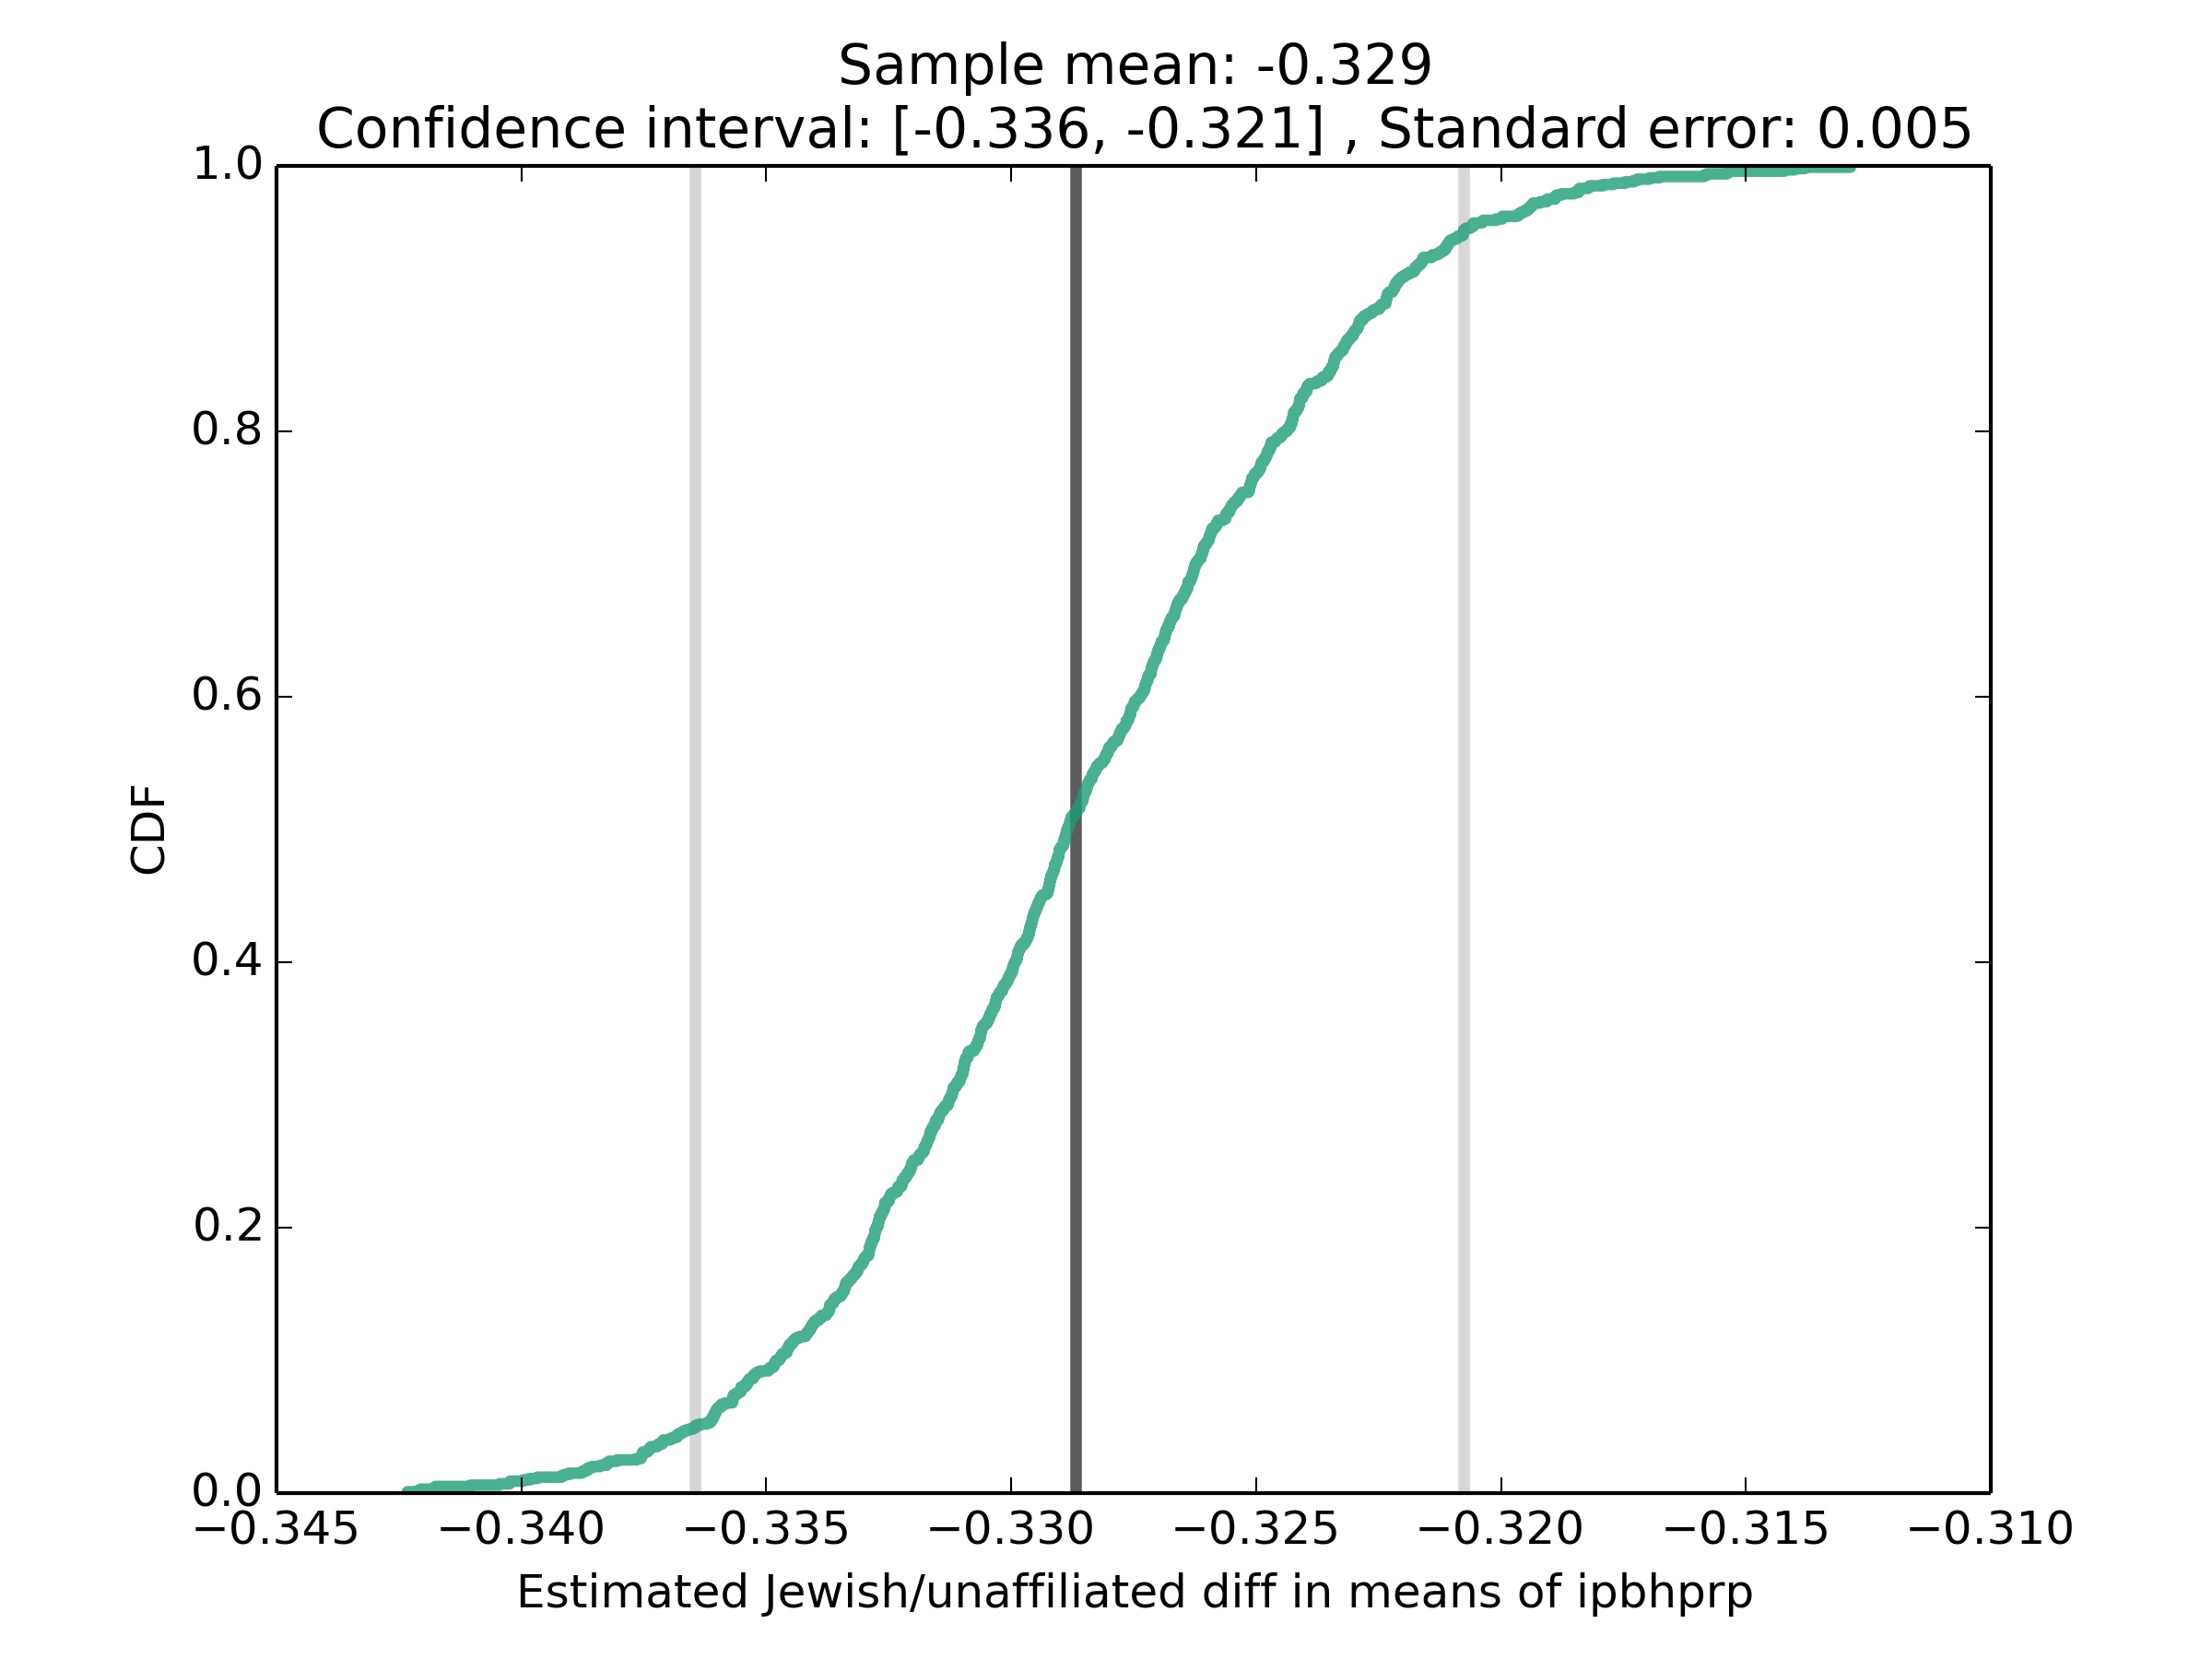 Sample mean: -0.329
Confidence interval: [-0.336, -0.321] , Standard error: 0.005
1.0
0.8
0.6
0.4
0.2
0.0
CDF
−0.345 −0.340 −0.335 −0.330 −0.325 −0.320 −0.315 −0.310
Estimated Jewish/unaffiliated diff in means of ipbhprp